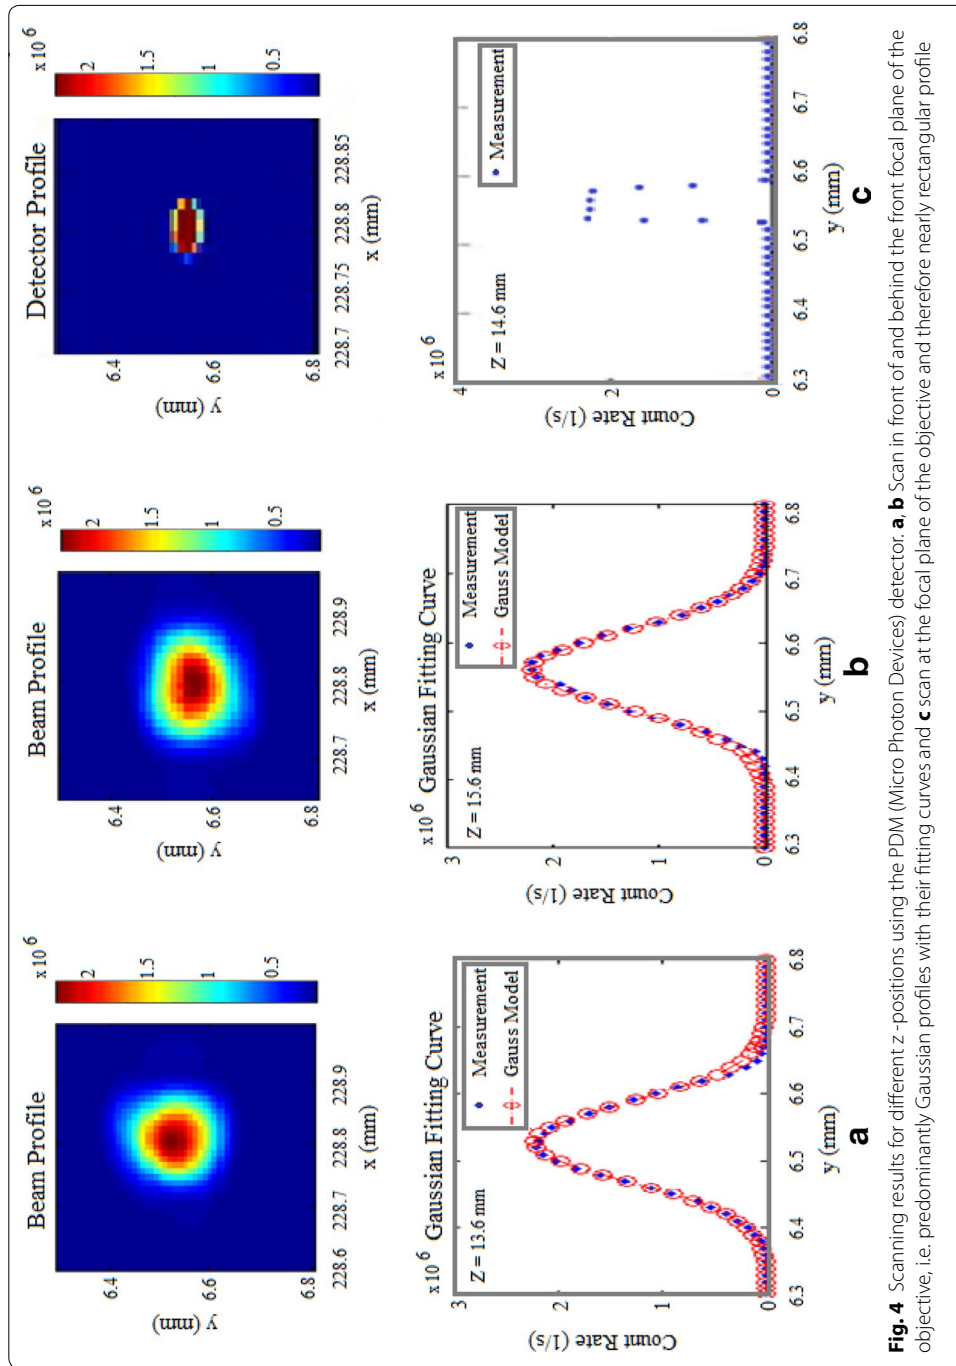 Beam Profile
x10 6
2
1.5
1
0.5
6.4
6.6
6.8
y (mm)
228.6 228.7 228.8 228.9
x (mm)
x10 6 Gaussian Fitting Curve
Z = 13.6 mm
Measurement
Gauss Model
3
2
1
0
Count Rate (1/s)
6.3 6.4 6.5 6.6 6.7 6.8
y (mm)
a
Beam Profile
x10 6
2
1.5
1
0.5
6.4
6.6
6.8
y (mm)
228.7 228.8 228.9
x (mm)
x10 6 Gaussian Fitting Curve
Z = 15.6 mm
Measurement
Gauss Model
3
2
1
0
Count Rate (1/s)
6.3 6.4 6.5 6.6 6.7 6.8
y (mm)
b
Detector Profile
x10 6
2
1.5
1
0.5
6.4
6.6
6.8
y (mm)
228.7 228.75 228.8 228.85
x (mm)
x10 6
Z = 14.6 mm
Measurement
4
2
0
Count Rate (1/s)
6.3 6.4 6.5 6.6 6.7 6.8
y (mm)
c
Fig. 4 Scanning results for different z -positions using the PDM (Micro Photon Devices) detector. a, b Scan in front of and behind the front focal plane of the
objective, i.e. predominantly Gaussian profiles with their fitting curves and c scan at the focal plane of the objective and therefore nearly rectangular profile